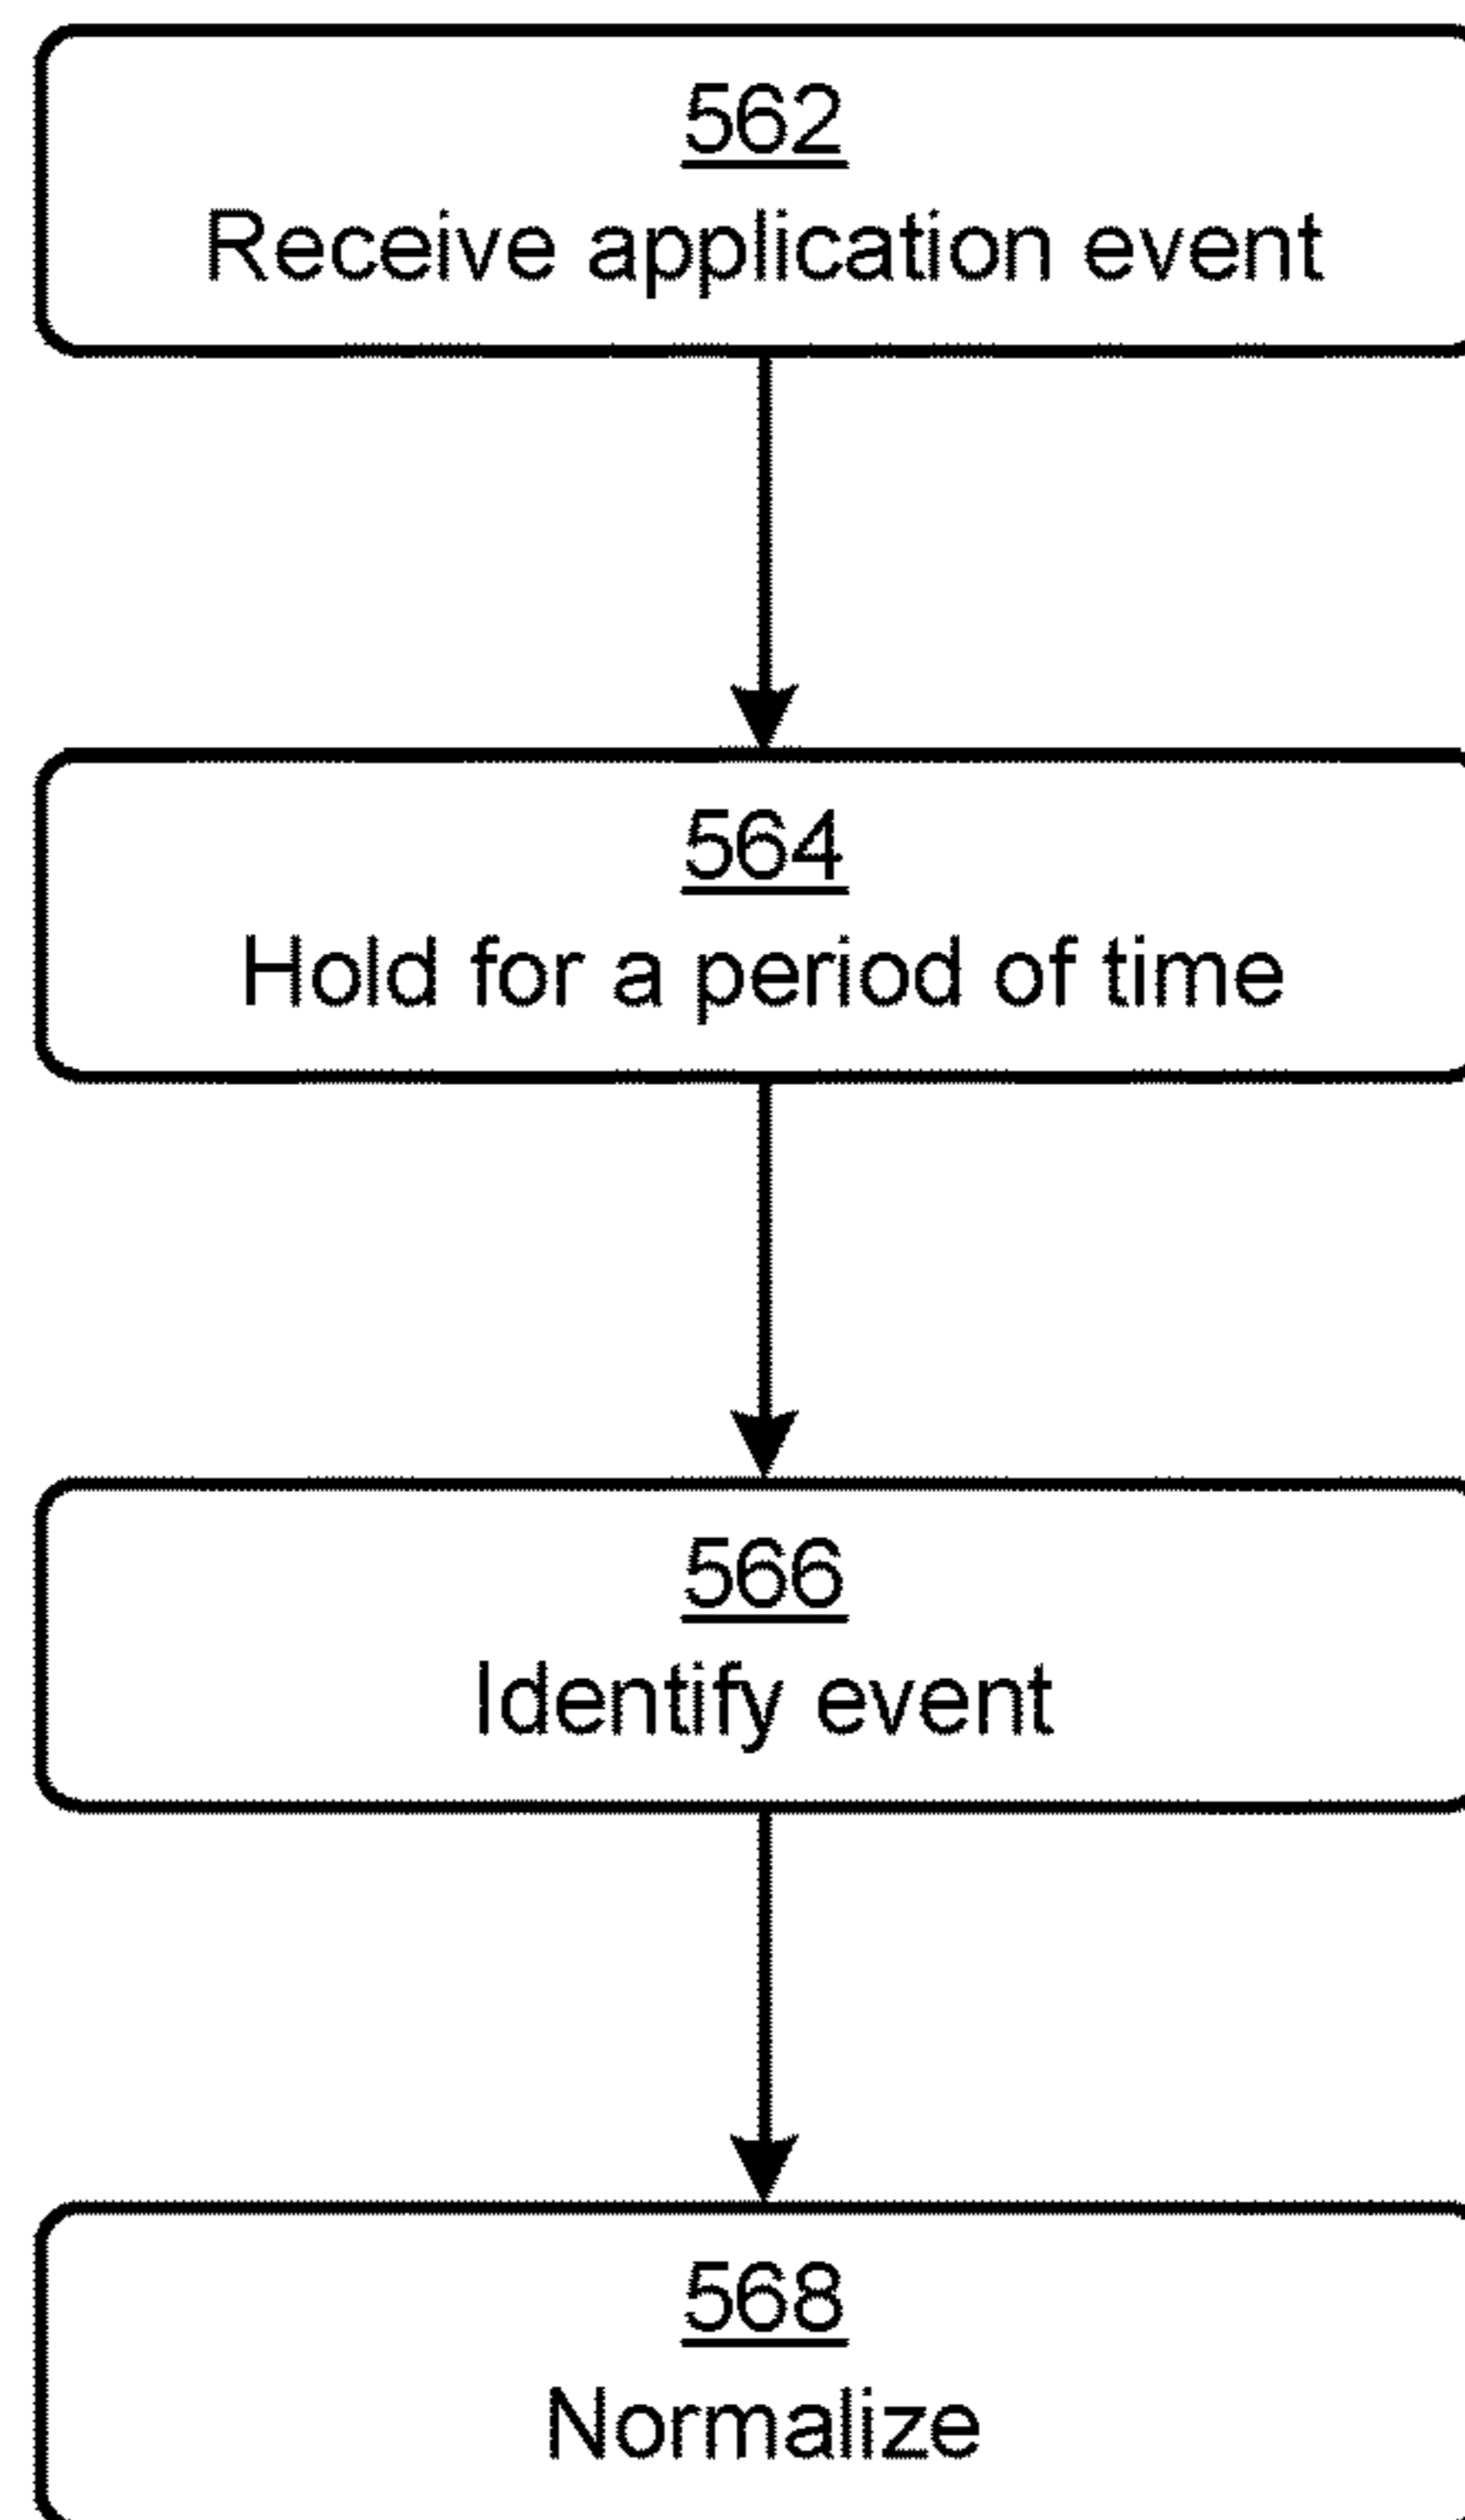 562
Receive application event
564
Hold for a period of time
566
Identify event
568
Normalize